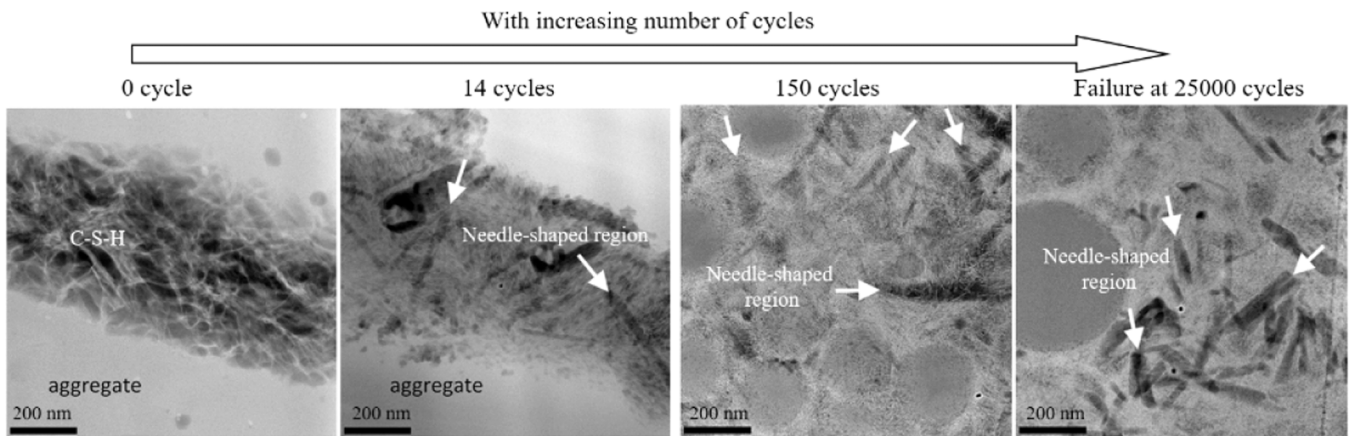 With increasing number of cycles
0 cycle
14 cycles
150 cycles
Failure at 25000 cycles
C-S-H
aggregate
200 nm
Needle-shaped region
aggregate
200 nm
Needle-shaped
region
200 nm
Needle-shaped
region
200 nm